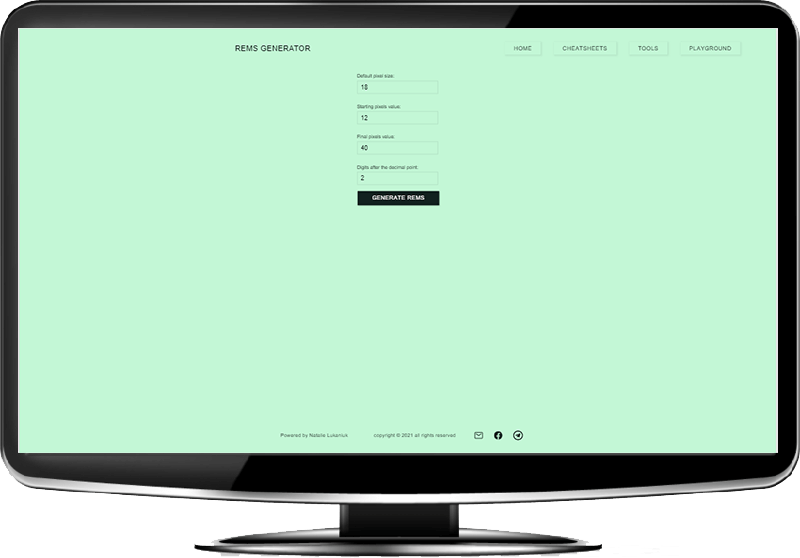 REMS GENERATOR
HOME CHEATSHEETS TOOLS PLAYGROUND
Default pixel size:
18
Starting pixels value:
12
Final pixels value:
40
Digits after the decimal point:
2
GENERATE REMS
Powered by Natalie Lukanius copyright © 2021 all rights reserved